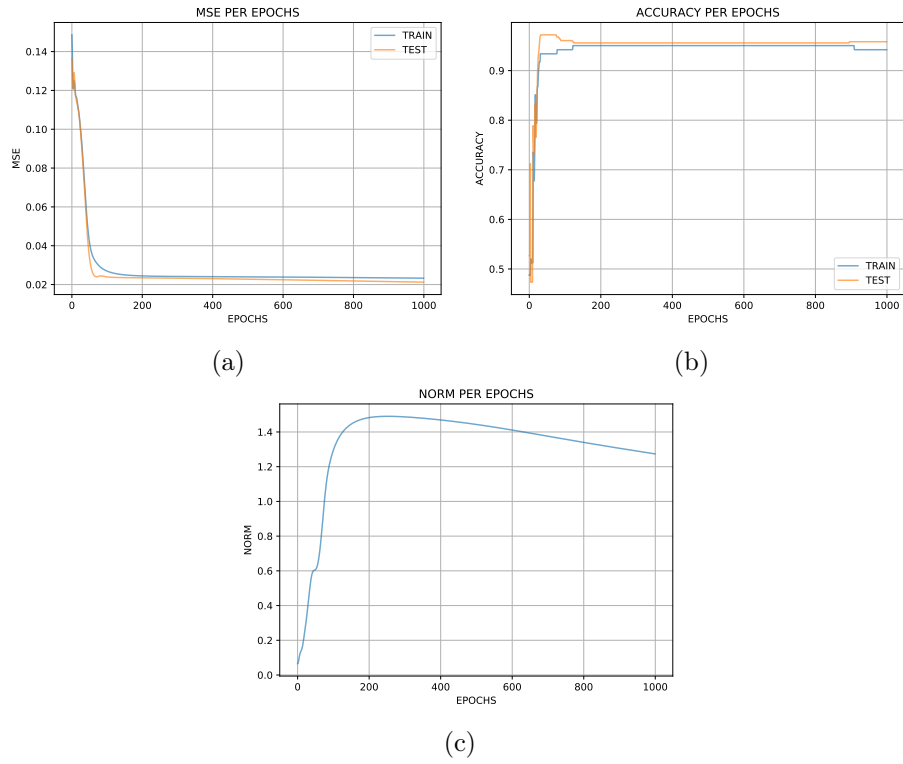 MSE PER EPOCHS
0.14
0.12
0.10
0.08
0.06
0.04
0.02
MSE
0 200 400 600 800 1000
EPOCHS
TRAIN
TEST
(a)
ACCURACY PER EPOCHS
0.9
0.8
0.7
0.6
0.5
ACCURACY
0 200 400 600 800 1000
EPOCHS
TRAIN
TEST
(b)
NORM PER EPOCHS
1.4
1.2
1.0
0.8
0.6
0.4
0.2
0.0
NORM
0 200 400 600 800 1000
EPOCHS
(c)